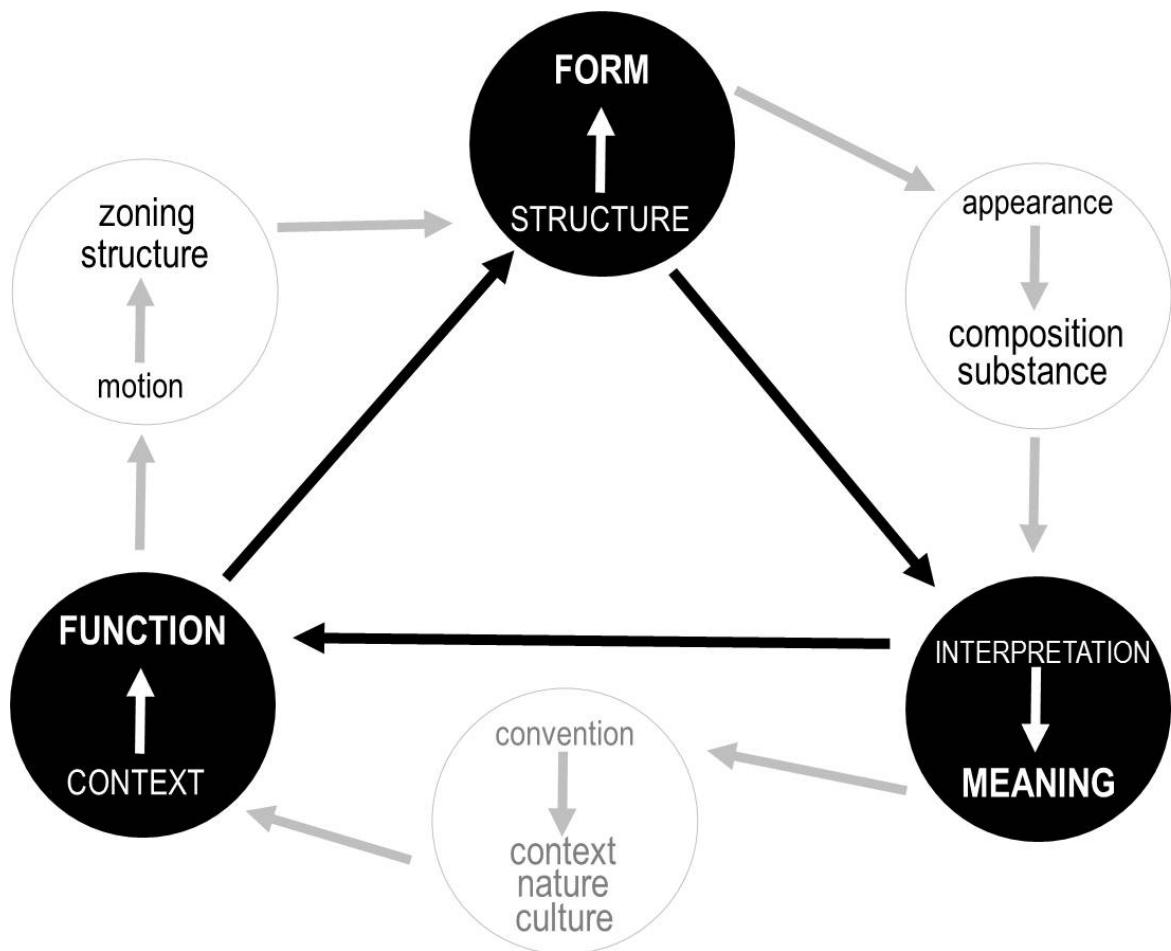 FORM
STRUCTURE
zoning
structure
motion
appearance
composition
substance
FUNCTION
CONTEXT
INTERPRETATION
MEANING
convention
context
nature
culture